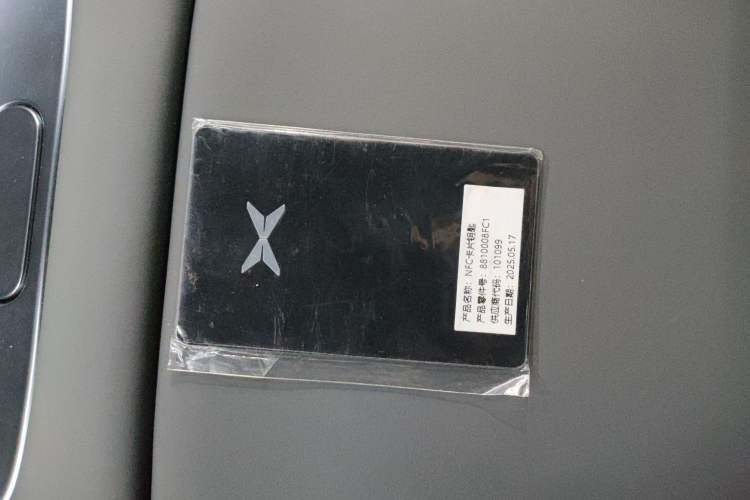 产品名称：NFC卡片钥匙
产品零件号：8810008FC1
供应商代码：101099
生产日期：2025.05.17